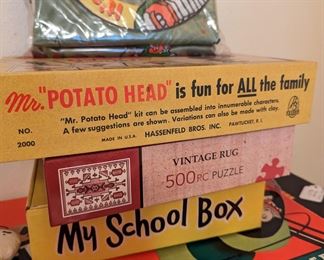 Mr. "POTATO HEAD" is fun for ALL the family
"Mr. Potato Head" kit can be assembled into innumerable characters.
NO. A few suggestions are shown. Variations can also be made with clay.
2000 MADE IN U.S.A. HASSENFELD BROS. INC. PAWTUCKET, R. I.
VINTAGE RUG
500PC PUZZLE
My School Box